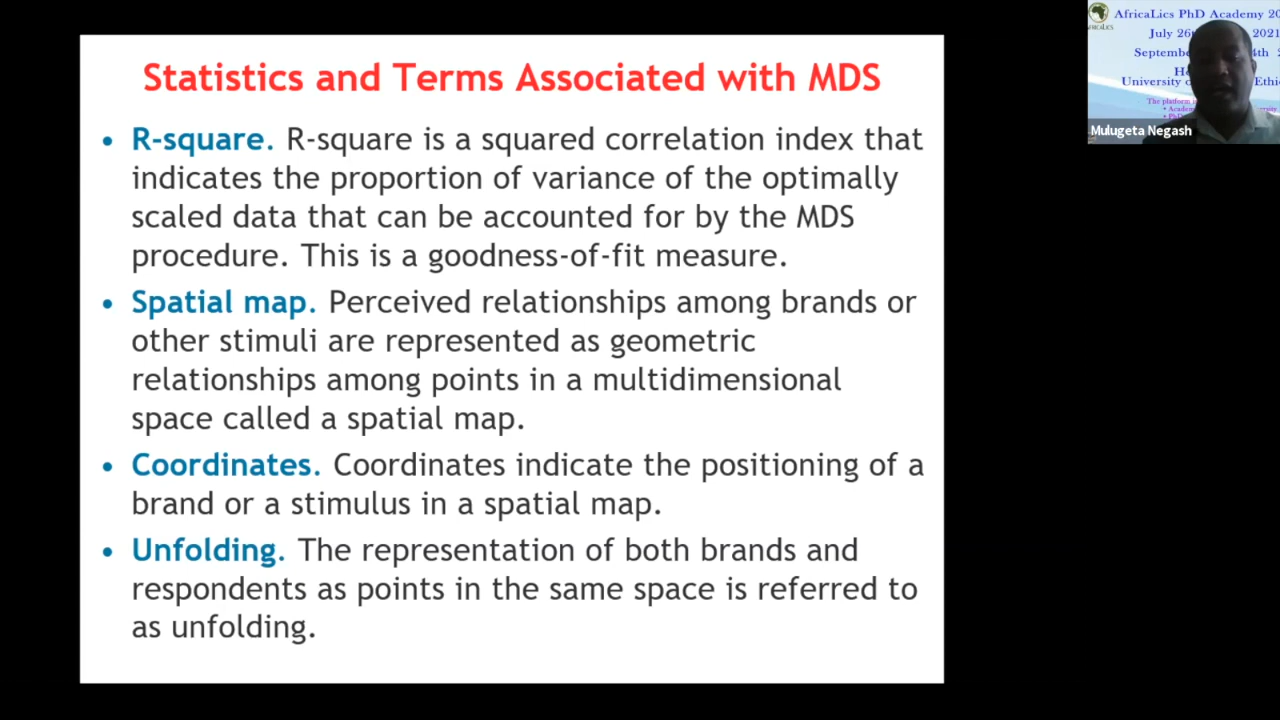 Statistics and Terms Associated with MDS
• R-square. R-square is a squared correlation index that
indicates the proportion of variance of the optimally
scaled data that can be accounted for by the MDS
procedure. This is a goodness-of-fit measure.
• Spatial map. Perceived relationships among brands or
other stimuli are represented as geometric
relationships among points in a multidimensional
space called a spatial map.
• Coordinates. Coordinates indicate the positioning of a
brand or a stimulus in a spatial map.
• Unfolding. The representation of both brands and
respondents as points in the same space is referred to
as unfolding.
AfricaLics PhD Academy
July 2021
University
The platform
Mulugeta Negash